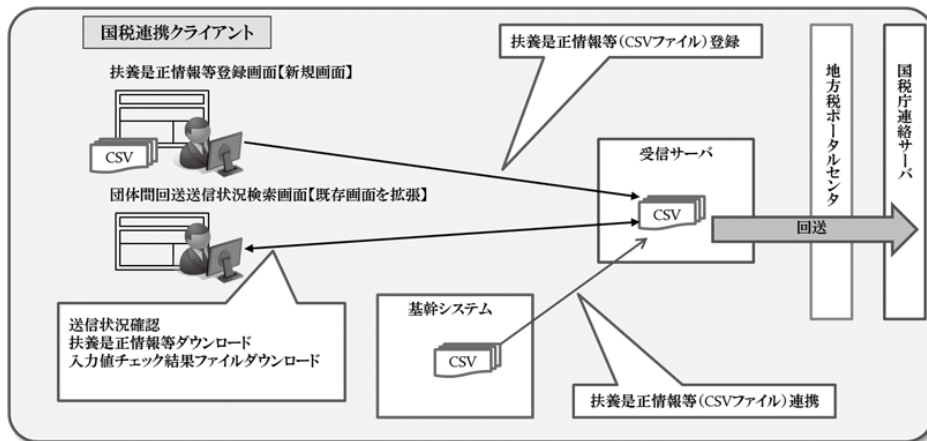 国税連携クライアント
扶養是正情報等(CSVファイル)登録
扶養是正情報等登録画面【新規画面】
CSV
団体間回送送信状況検索画面【既存画面を拡張】
送信状況確認
扶養是正情報等ダウンロード
入力値チェック結果ファイルダウンロード
基幹システム
CSV
扶養是正情報等(CSVファイル)連携
受信サーバ
CSV
回送
地方税ポータルセンタ
国税庁連絡サーバ